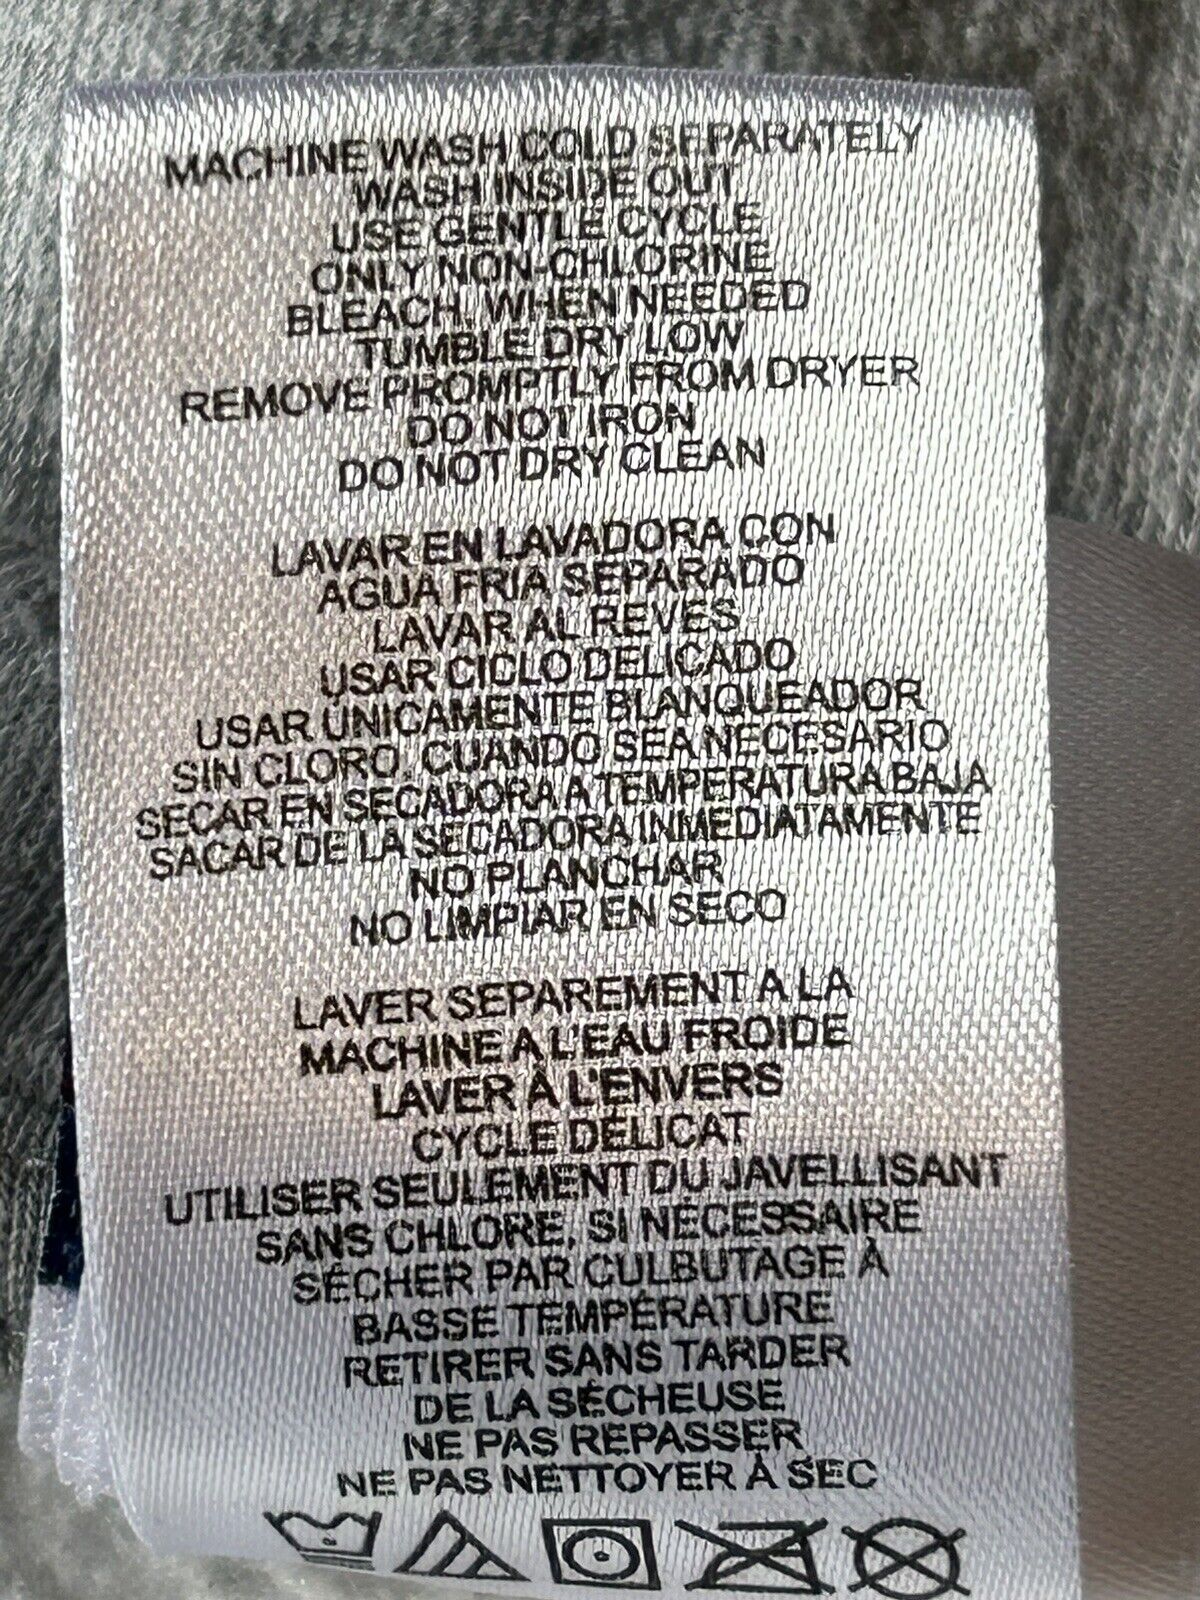 MACHINE WASH COLD SEPARATELY
WASH INSIDE OUT
USE GENTLE CYCLE
ONLY NON-CHLORINE
BLEACH, WHEN NEEDED
TUMBLE DRY LOW
REMOVE PROMPTLY FROM DRYER
DO NOT IRON
DO NOT DRY CLEAN
LAVAR EN LAVADORA CON
AGUA FRIA SEPARADO
LAVAR AL REVES
USAR CICLO DELICADO
USAR ÚNICAMENTE BLANQUEADOR
SIN CLORO, CUANDO SEA NECESARIO
SECAR EN SECADORA A TEMPERATURA BAJA
SACAR DE LA SECADORA INMEDIATAMENTE
NO PLANCHAR
NO LIMPIAR EN SECO
LAVER SEPAREMENT A LA
MACHINE A L'EAU FROIDE
LAVER À L'ENVERS
CYCLE DÉLICAT
UTILISER SEULEMENT DU JAVELLISANT
SANS CHLORE, SI NÉCESSAIRE
SÉCHER PAR CULBUTAGE À
BASSE TEMPÉRATURE
RETIRER SANS TARDER
DE LA SÉCHEUSE
NE PAS REPASSER
NE PAS NETTOYER À SEC